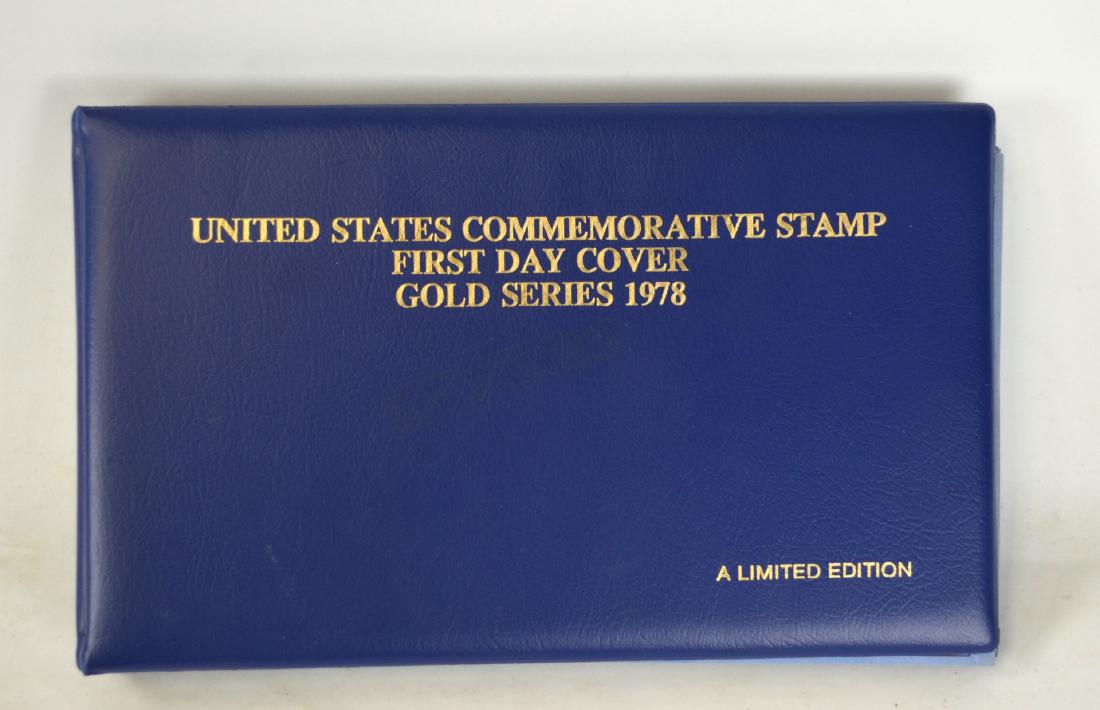 UNITED STATES COMMEMORATIVE STAMP
FIRST DAY COVER
GOLD SERIES 1978
A LIMITED EDITION